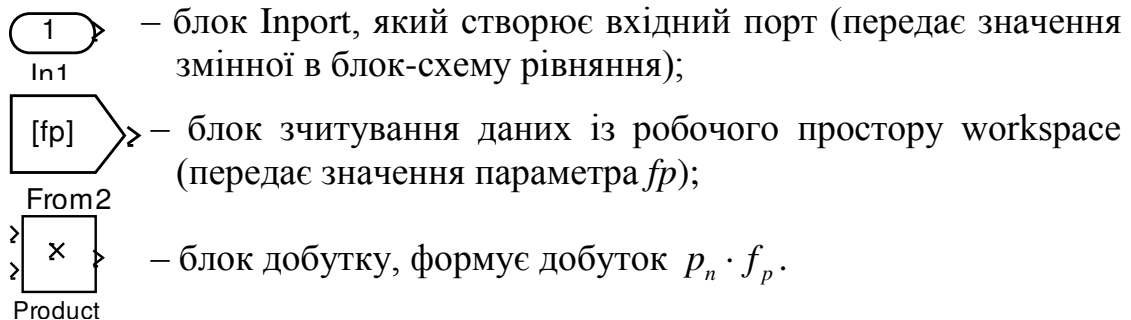 1 – блок Inport, який створює вхідний порт (передає значення
In1 змінної в блок-схему рівняння);
[fp] – блок зчитування даних із робочого простору workspace
(передає значення параметра fp);
From2
× – блок добутку, формує добуток pₙ · fₚ.
Product